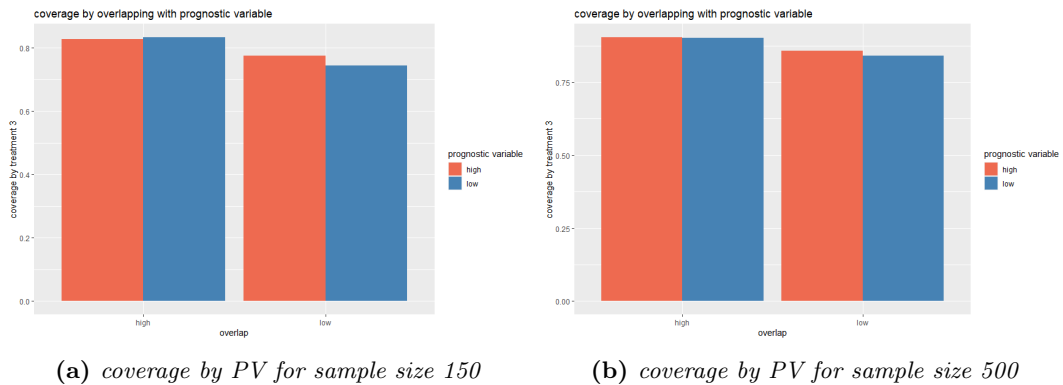 coverage by overlapping with prognostic variable
coverage by treatment 3
0.8
0.6
0.4
0.2
0.0
high
low
overlap
prognostic variable
high
low
(a) coverage by PV for sample size 150
coverage by overlapping with prognostic variable
coverage by treatment 3
0.75
0.50
0.25
0.00
high
low
overlap
prognostic variable
high
low
(b) coverage by PV for sample size 500